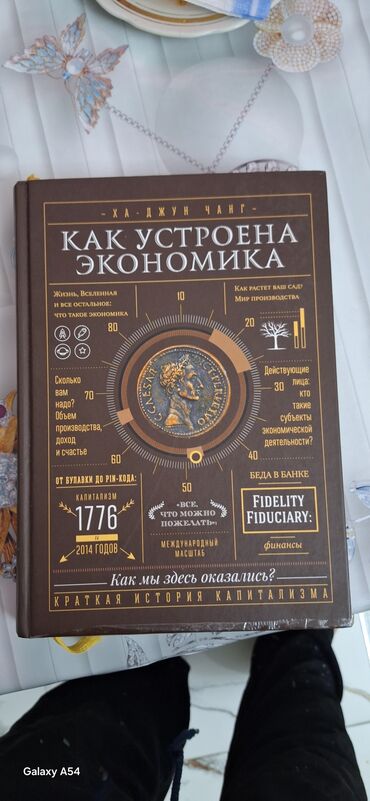 ХА-ДЖУН ЧАНГ
КАК УСТРОЕНА
ЭКОНОМИКА
Жизнь, Вселенная
и все остальное:
что такое экономика
Как растет ваш сад?
Мир производства
10
80
20
Сколько
вам
надо?
Объем
производства,
доход
и счастье
70
30
Действующие
лица:
кто
такие
субъекты
экономической
деятельности?
60
40
50
ОТ БУЛАВКИ ДО PIN-КОДА:
КАПИТАЛИЗМ
1776
и
2014 ГОДОВ
«ВСЕ,
ЧТО МОЖНО
ПОЖЕЛАТЬ»:
МЕЖДУНАРОДНЫЙ
МАСШТАБ
БЕДА В БАНКЕ
FIDELITY
FIDUCIARY:
финансы
Как мы здесь оказались?
КРАТКАЯ ИСТОРИЯ КАПИТАЛИЗМА
Galaxy A54